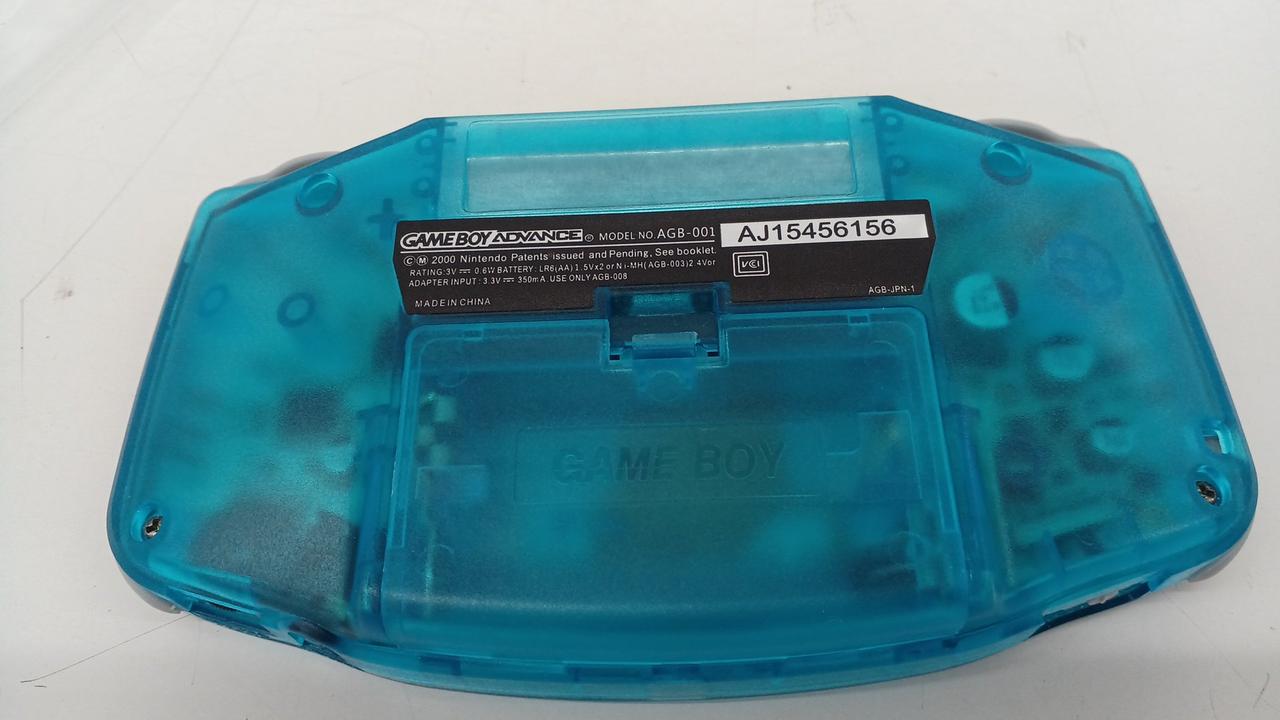 GAME BOY ADVANCE ® MODEL NO.AGB-001 AJ15456156
Ⓒ Ⓜ 2000 Nintendo Patents issued and Pending, See booklet.
RATING:3V⎓ 0.6W BATTERY: LR6(AA) 1.5Vx2 or Ni-MH(AGB-003)2.4Vor
ADAPTER INPUT : 3.3V⎓ 350mA. USE ONLY AGB-008
VCI
MADE IN CHINA
AGB-JPN-1
GAME BOY